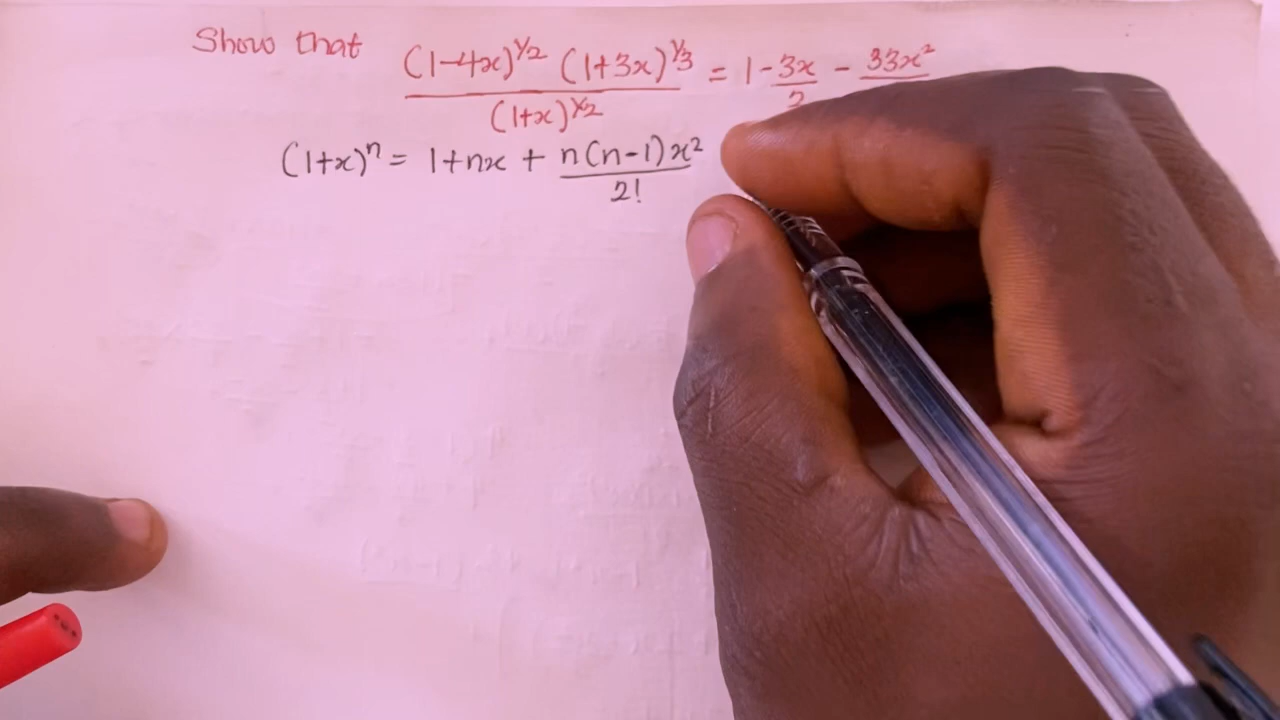 Show that (1-4x)^1/2 (1+3x)^1/3 / (1+x)^1/2 = 1 - 3x/2 - 33x²
(1+x)^n = 1 + nx + n(n-1)x²/2!